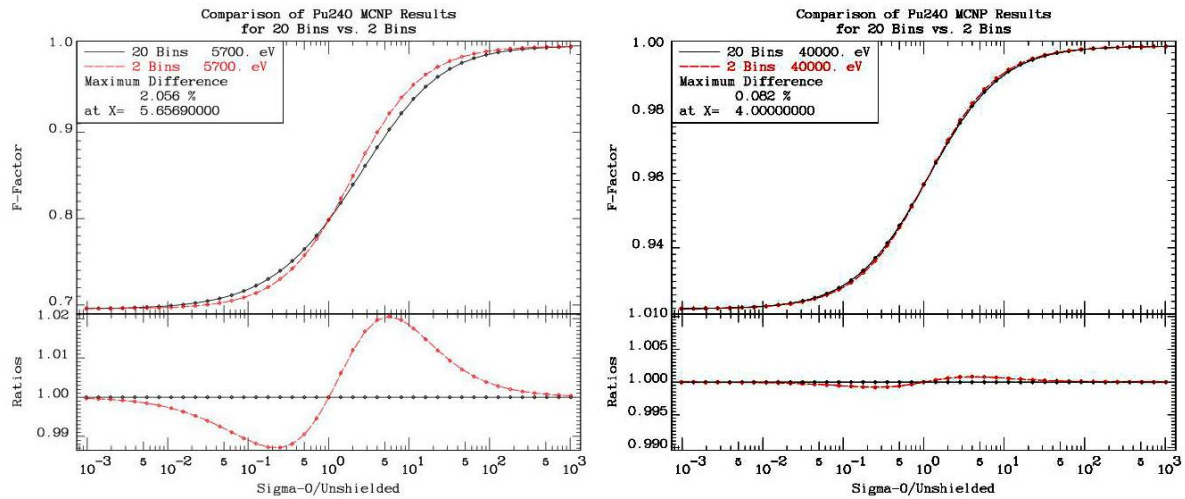 Comparison of Pu240 MCNP Results
for 20 Bins vs. 2 Bins
1.0
20 Bins 5700. eV
2 Bins 5700. eV
Maximum Difference
2.056 %
at X= 5.65690000
0.9
0.8
0.7
F-Factor
1.02
1.01
1.00
0.99
Ratios
10-3 5 10-2 5 10-1 5 100 5 101 5 102 5 103
Sigma-0/Unshielded
Comparison of Pu240 MCNP Results
for 20 Bins vs. 2 Bins
1.00
20 Bins 40000. eV
2 Bins 40000. eV
Maximum Difference
0.082 %
at X= 4.00000000
0.98
0.96
0.94
F-Factor
1.010
1.005
1.000
0.995
0.990
Ratios
10-3 5 10-2 5 10-1 5 100 5 101 5 102 5 103
Sigma-0/Unshielded